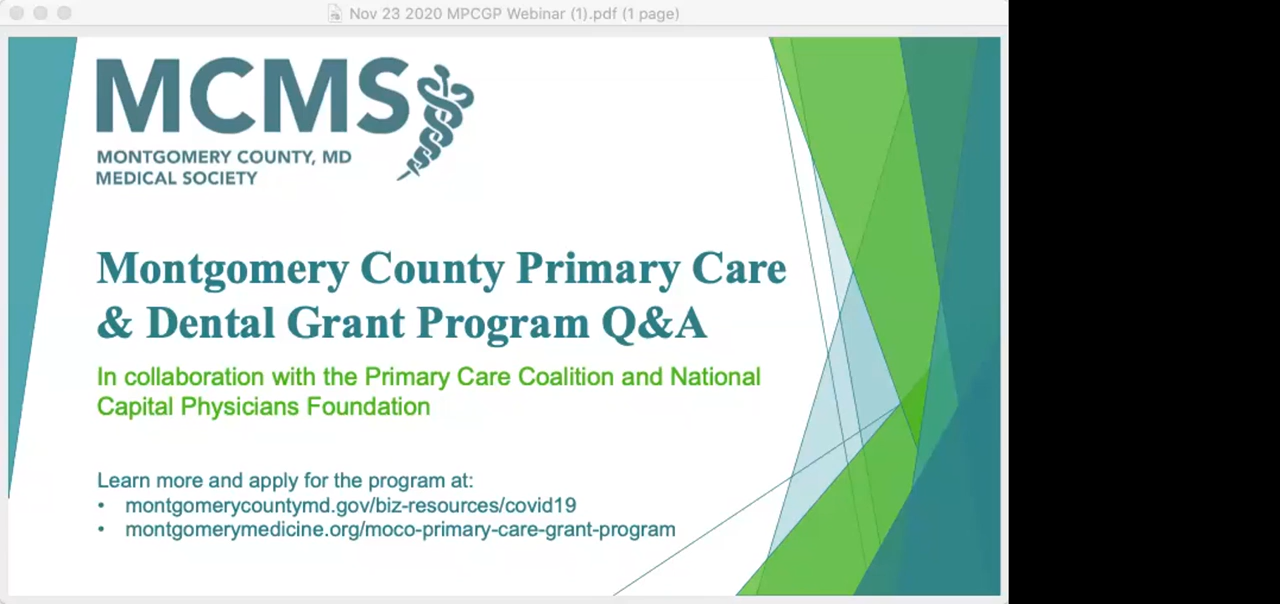 Nov 23 2020 MPCGP Webinar (1).pdf (1 page)
MCMS
MONTGOMERY COUNTY, MD
MEDICAL SOCIETY
Montgomery County Primary Care
& Dental Grant Program Q&A
In collaboration with the Primary Care Coalition and National
Capital Physicians Foundation
Learn more and apply for the program at:
• montgomerycountymd.gov/biz-resources/covid19
• montgomerymedicine.org/moco-primary-care-grant-program